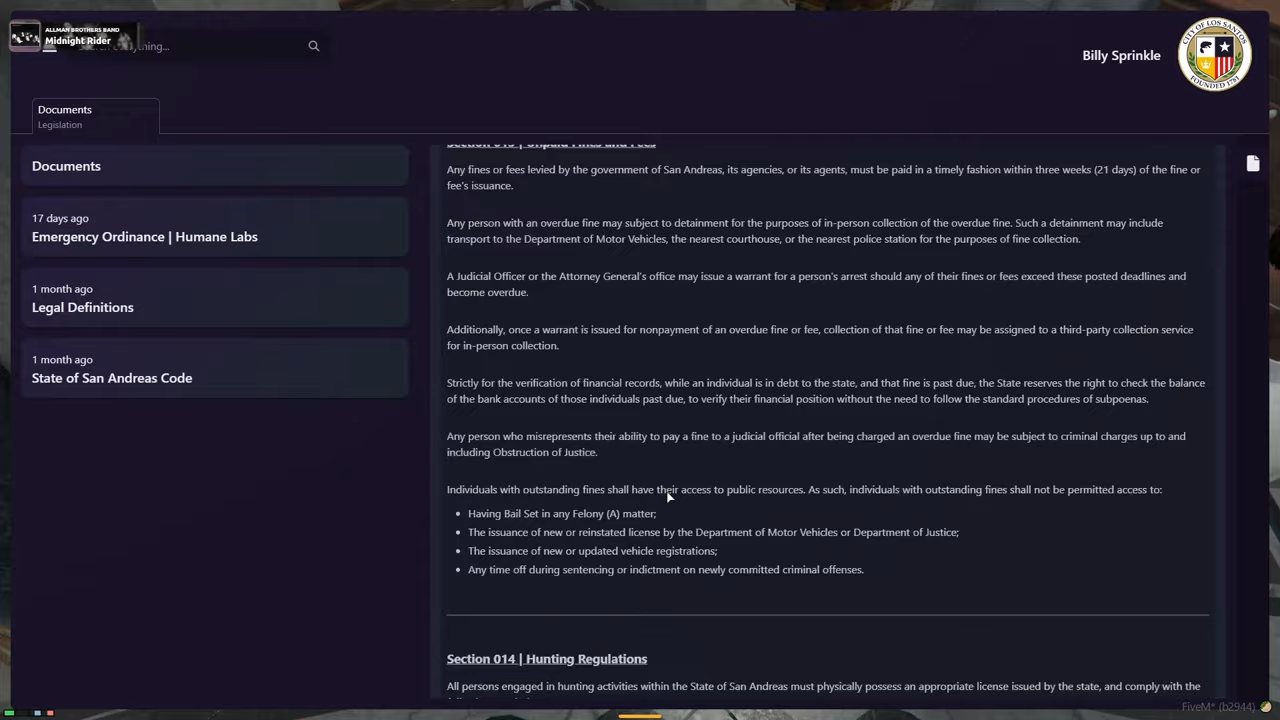 ALLMAN BROTHERS BAND
Midnight Rider
Billy Sprinkle
CITY OF LOS SANTOS
FOUNDED 1781
Documents
Legislation
Documents
17 days ago
Emergency Ordinance | Humane Labs
1 month ago
Legal Definitions
1 month ago
State of San Andreas Code
Unpaid Fines and Fees
Any fines or fees levied by the government of San Andreas, its agencies, or its agents, must be paid in a timely fashion within three weeks (21 days) of the fine or
fee's issuance.
Any person with an overdue fine may subject to detainment for the purposes of in-person collection of the overdue fine. Such a detainment may include
transport to the Department of Motor Vehicles, the nearest courthouse, or the nearest police station for the purposes of fine collection.
A Judicial Officer or the Attorney General's office may issue a warrant for a person's arrest should any of their fines or fees exceed these posted deadlines and
become overdue.
Additionally, once a warrant is issued for nonpayment of an overdue fine or fee, collection of that fine or fee may be assigned to a third-party collection service
for in-person collection.
Strictly for the verification of financial records, while an individual is in debt to the state, and that fine is past due, the State reserves the right to check the balance
of the bank accounts of those individuals past due, to verify their financial position without the need to follow the standard procedures of subpoenas.
Any person who misrepresents their ability to pay a fine to a judicial official after being charged an overdue fine may be subject to criminal charges up to and
including Obstruction of Justice.
Individuals with outstanding fines shall have their access to public resources. As such, individuals with outstanding fines shall not be permitted access to:
• Having Bail Set in any Felony (A) matter;
• The issuance of new or reinstated license by the Department of Motor Vehicles or Department of Justice;
• The issuance of new or updated vehicle registrations;
• Any time off during sentencing or indictment on newly committed criminal offenses.
Section 014 | Hunting Regulations
All persons engaged in hunting activities within the State of San Andreas must physically possess an appropriate license issued by the state, and comply with the
FiveM* (b2944)